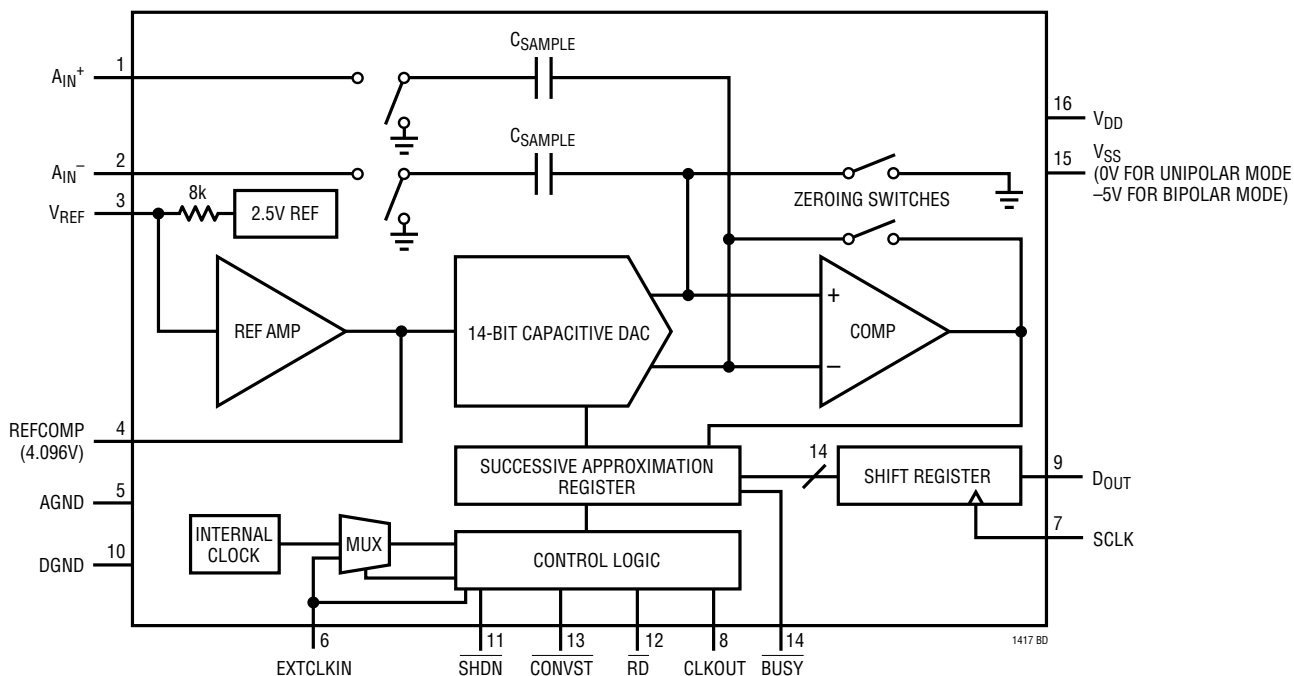 CSAMPLE
1
AIN+
16
VDD
CSAMPLE
2
AIN–
15
VSS
(0V FOR UNIPOLAR MODE
–5V FOR BIPOLAR MODE)
ZEROING SWITCHES
3
VREF
8k
2.5V REF
+
REF AMP
14-BIT CAPACITIVE DAC
COMP
–
4
REFCOMP
(4.096V)
14
9
SUCCESSIVE APPROXIMATION
REGISTER
SHIFT REGISTER
DOUT
5
AGND
7
SCLK
INTERNAL
CLOCK
MUX
CONTROL LOGIC
10
DGND
6
11
13
12
8
14
1417 BD
EXTCLKIN
SHDN
CONVST
RD
CLKOUT
BUSY